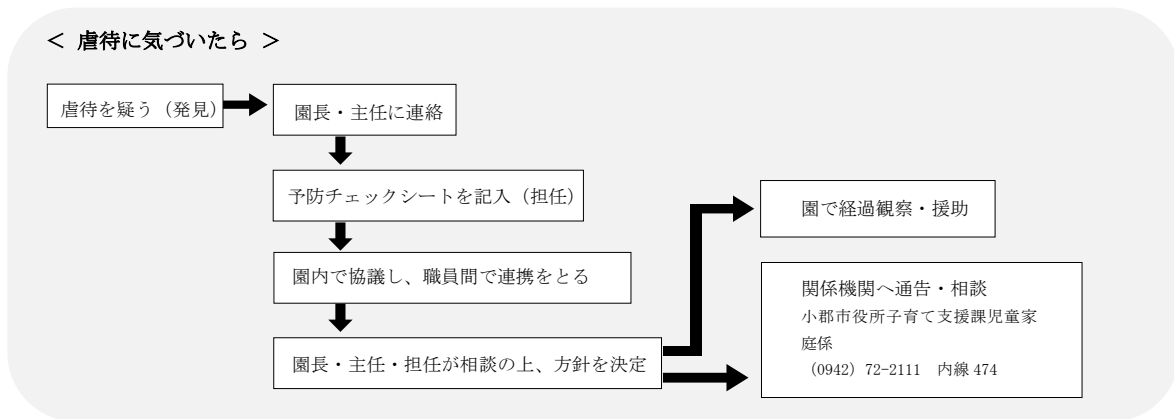 ＜ 虐待に気づいたら ＞
虐待を疑う（発見）
園長・主任に連絡
予防チェックシートを記入（担任）
園内で協議し、職員間で連携をとる
園長・主任・担任が相談の上、方針を決定
園で経過観察・援助
関係機関へ通告・相談
小郡市役所子育て支援課児童家
庭係
（0942）72-2111　内線 474